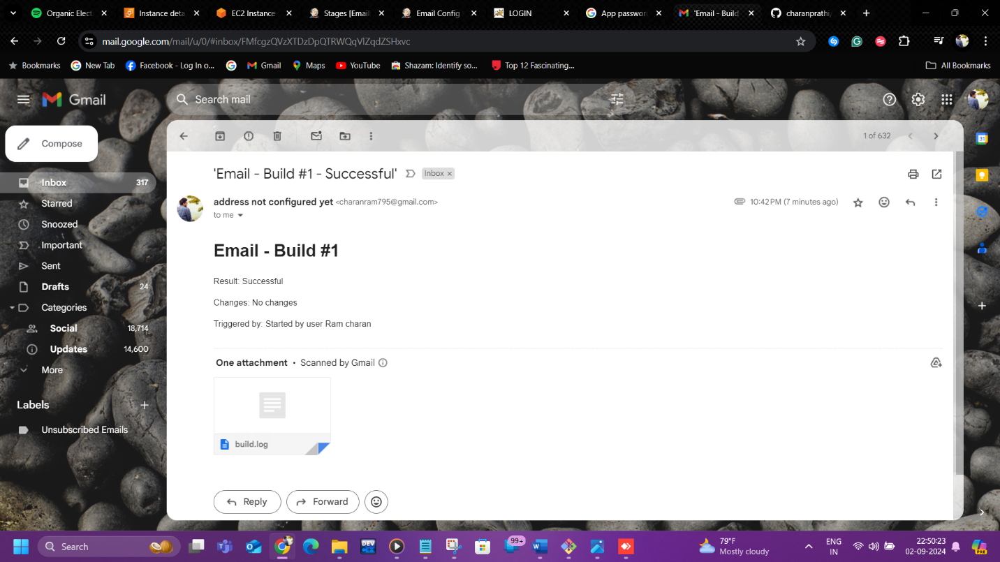 Organic Elect
Instance deta
EC2 Instance
Stages [Email
Email Config
LOGIN
App passwor
'Email - Build
charanprathi/
mail.google.com/mail/u/0/#inbox/FMfcgzQVzXTDzDpQTRWQqVlZqdZSHxvc
Bookmarks
New Tab
Facebook - Log In o...
Gmail
Maps
YouTube
Shazam: Identify so...
Top 12 Fascinating...
All Bookmarks
Gmail
Search mail
Compose
1 of 632
Inbox 317
Starred
Snoozed
Important
Sent
Drafts 24
Categories
Social 18,714
Updates 14,600
More
Labels
Unsubscribed Emails
'Email - Build #1 - Successful'
Inbox ×
address not configured yet <charanram795@gmail.com>
10:42 PM (7 minutes ago)
to me
Email - Build #1
Result: Successful
Changes: No changes
Triggered by: Started by user Ram charan
One attachment • Scanned by Gmail
build.log
Reply
Forward
31
Search
DEV
99+
79°F
Mostly cloudy
ENG
IN
22:50:23
02-09-2024
PRE